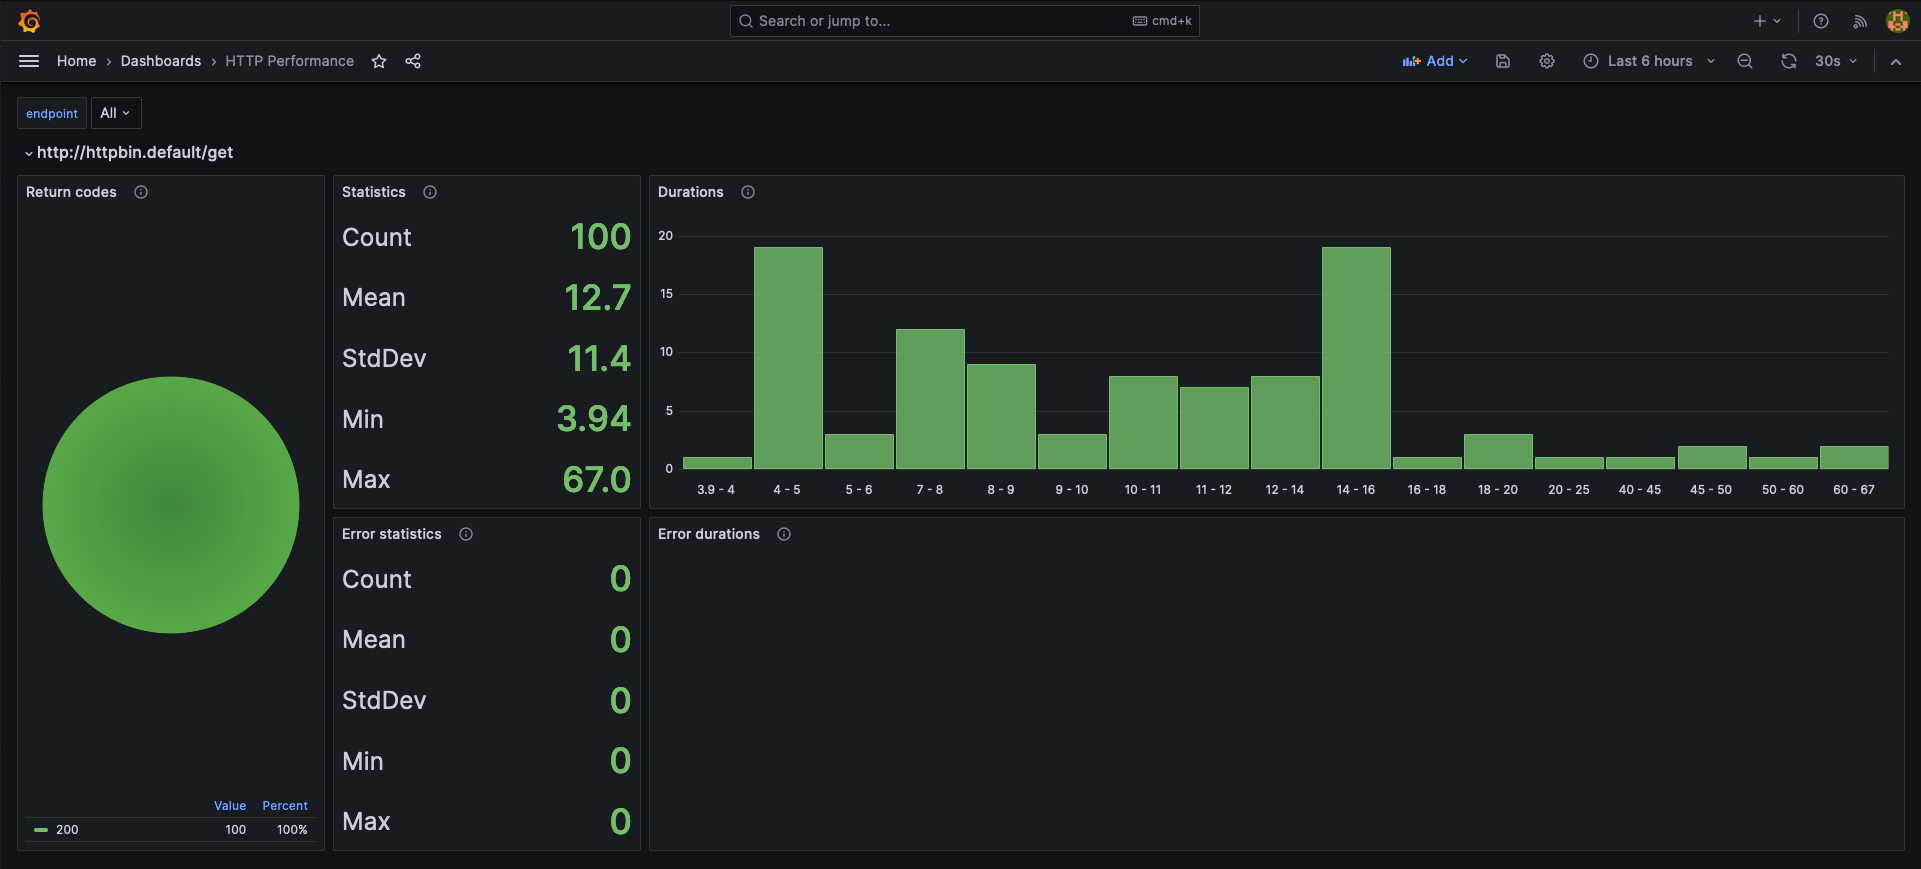 Search or jump to... cmd+k
Home › Dashboards › HTTP Performance Add Last 6 hours 30s
endpoint All
http://httpbin.default/get
Return codes
Value Percent
200 100 100%
Statistics
Count 100
Mean 12.7
StdDev 11.4
Min 3.94
Max 67.0
Durations
20
15
10
5
0
3.9 - 4 4 - 5 5 - 6 7 - 8 8 - 9 9 - 10 10 - 11 11 - 12 12 - 14 14 - 16 16 - 18 18 - 20 20 - 25 40 - 45 45 - 50 50 - 60 60 - 67
Error statistics
Count 0
Mean 0
StdDev 0
Min 0
Max 0
Error durations